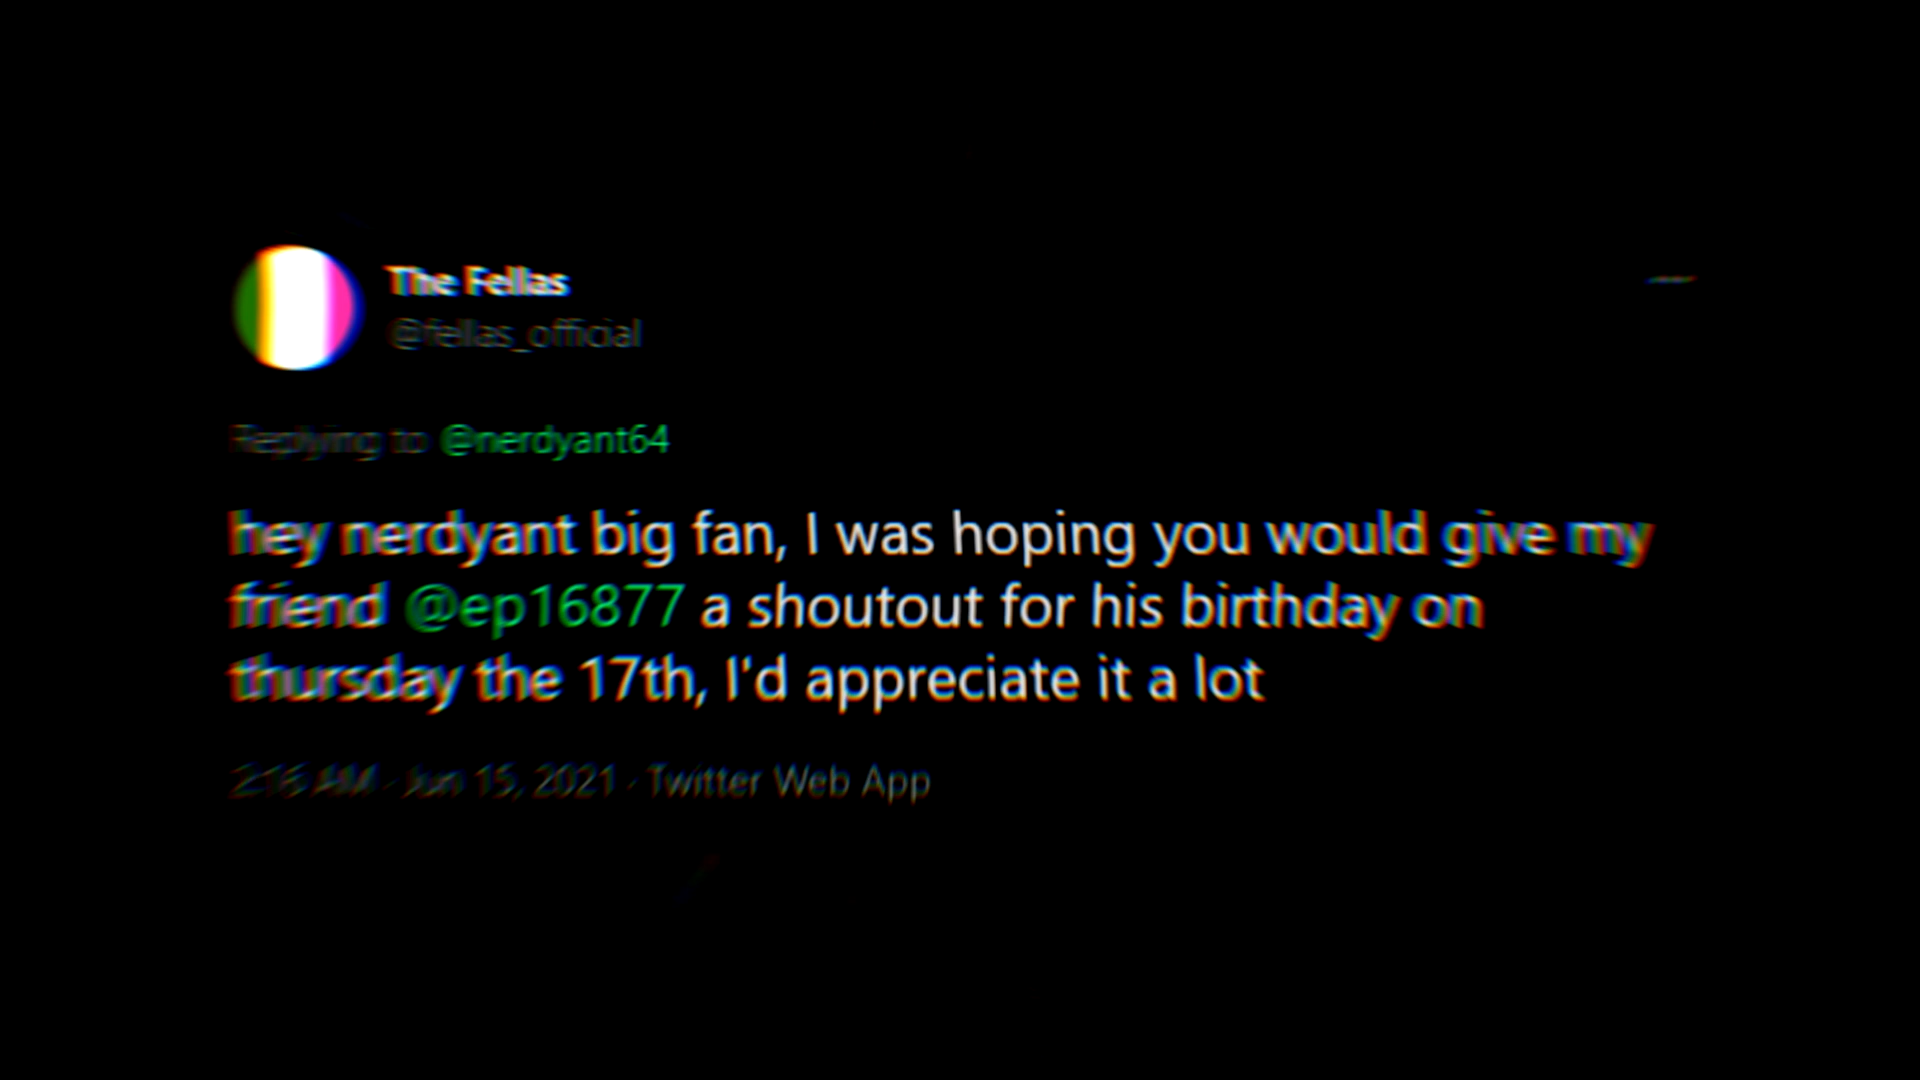 The Fellas
@fellas_official
Replying to @nerdyant64
hey nerdyant big fan, I was hoping you would give my
friend @ep16877 a shoutout for his birthday on
thursday the 17th, I'd appreciate it a lot
2:16 AM · Jun 15, 2021 · Twitter Web App